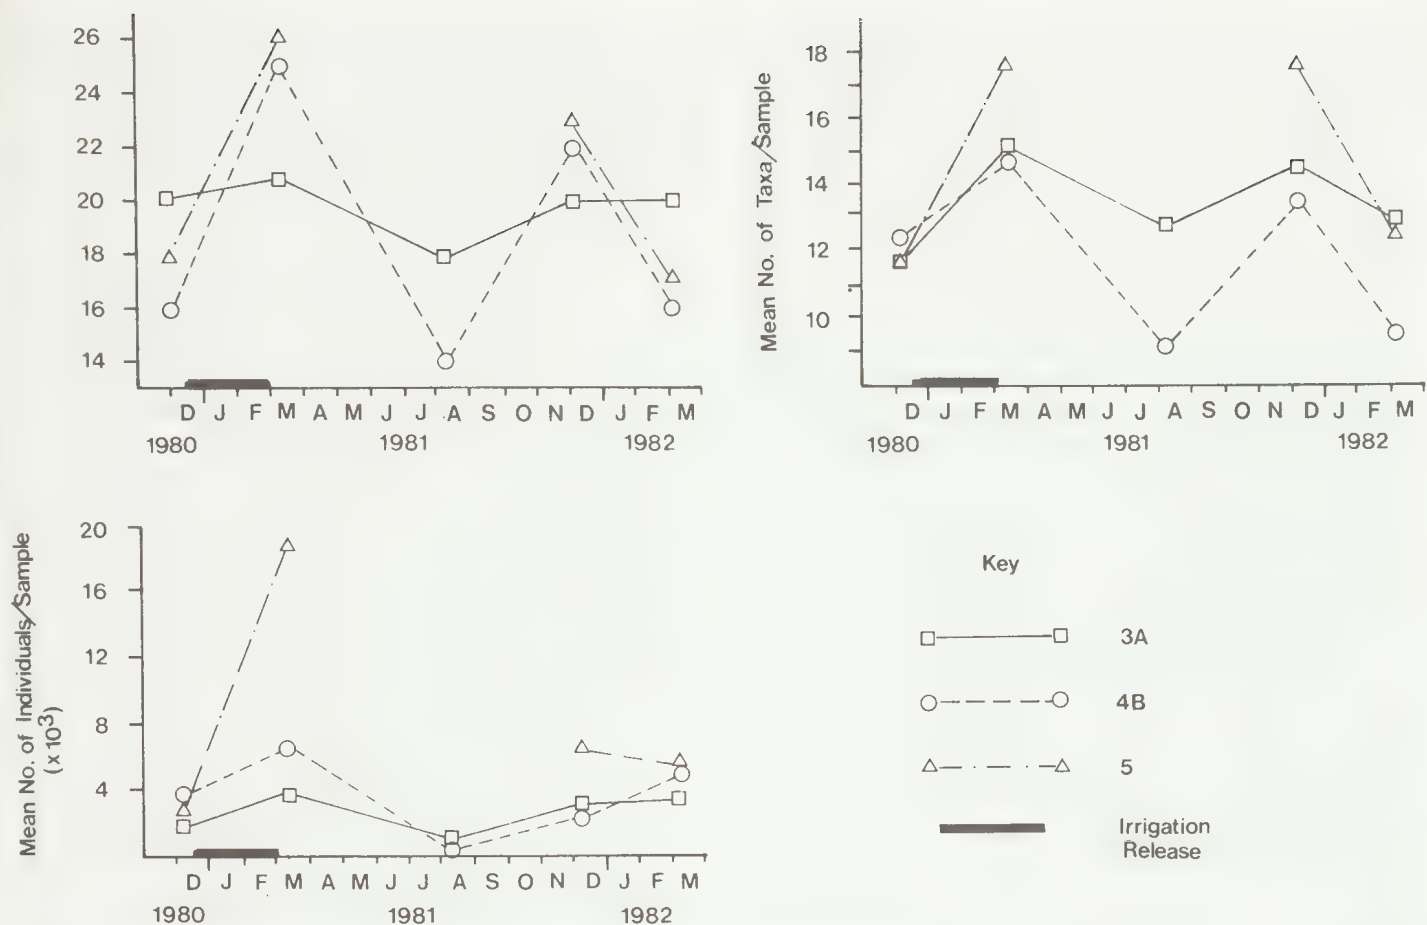 26
24
22
20
18
16
14
D J F M A M J J A S O N D J F M
1980 1981 1982
Mean No. of Taxa/Sample
18
16
14
12
10
D J F M A M J J A S O N D J F M
1980 1981 1982
Mean No. of Individuals/Sample
(x 10³)
20
16
12
8
4
D J F M A M J J A S O N D J F M
1980 1981 1982
Key
3A
4B
5
Irrigation
Release